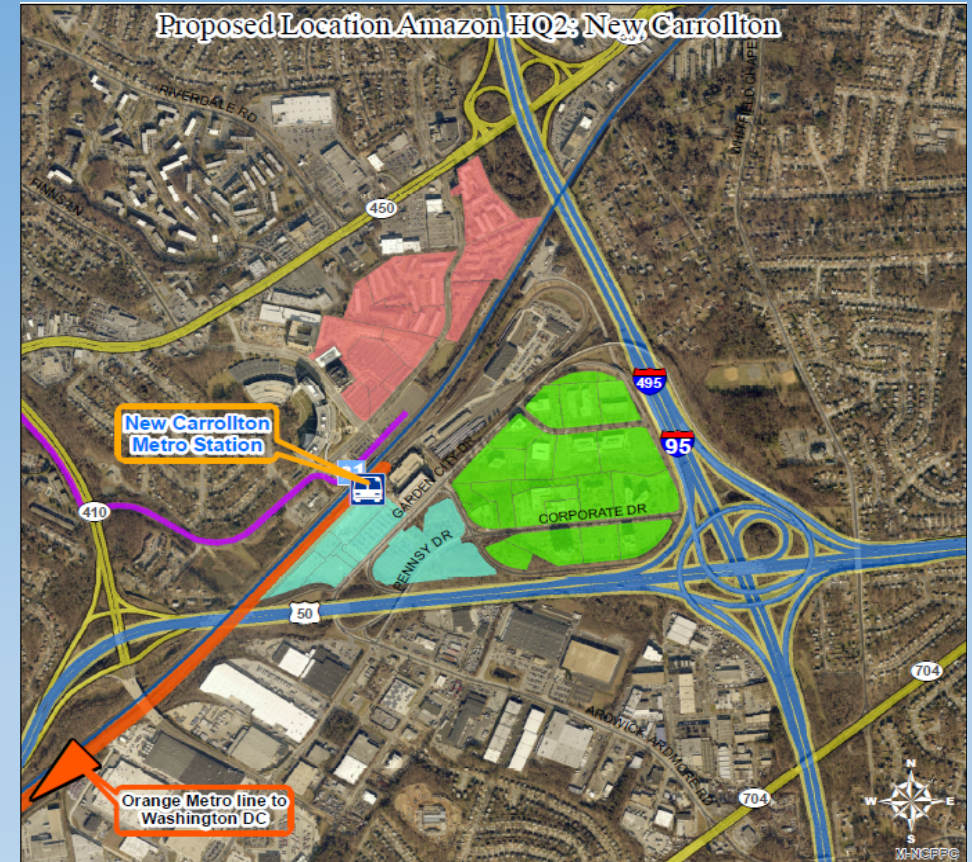 Proposed Location Amazon HQ2: New Carrollton
RIVERDALE RD
450
495
95
New Carrollton
Metro Station
410
GARDEN CITY DR
CORPORATE DR
PENNSY DR
50
704
ARDWICK ARDMORE RD
704
Orange Metro line to
Washington DC
N
W
E
S
M-NCPPC